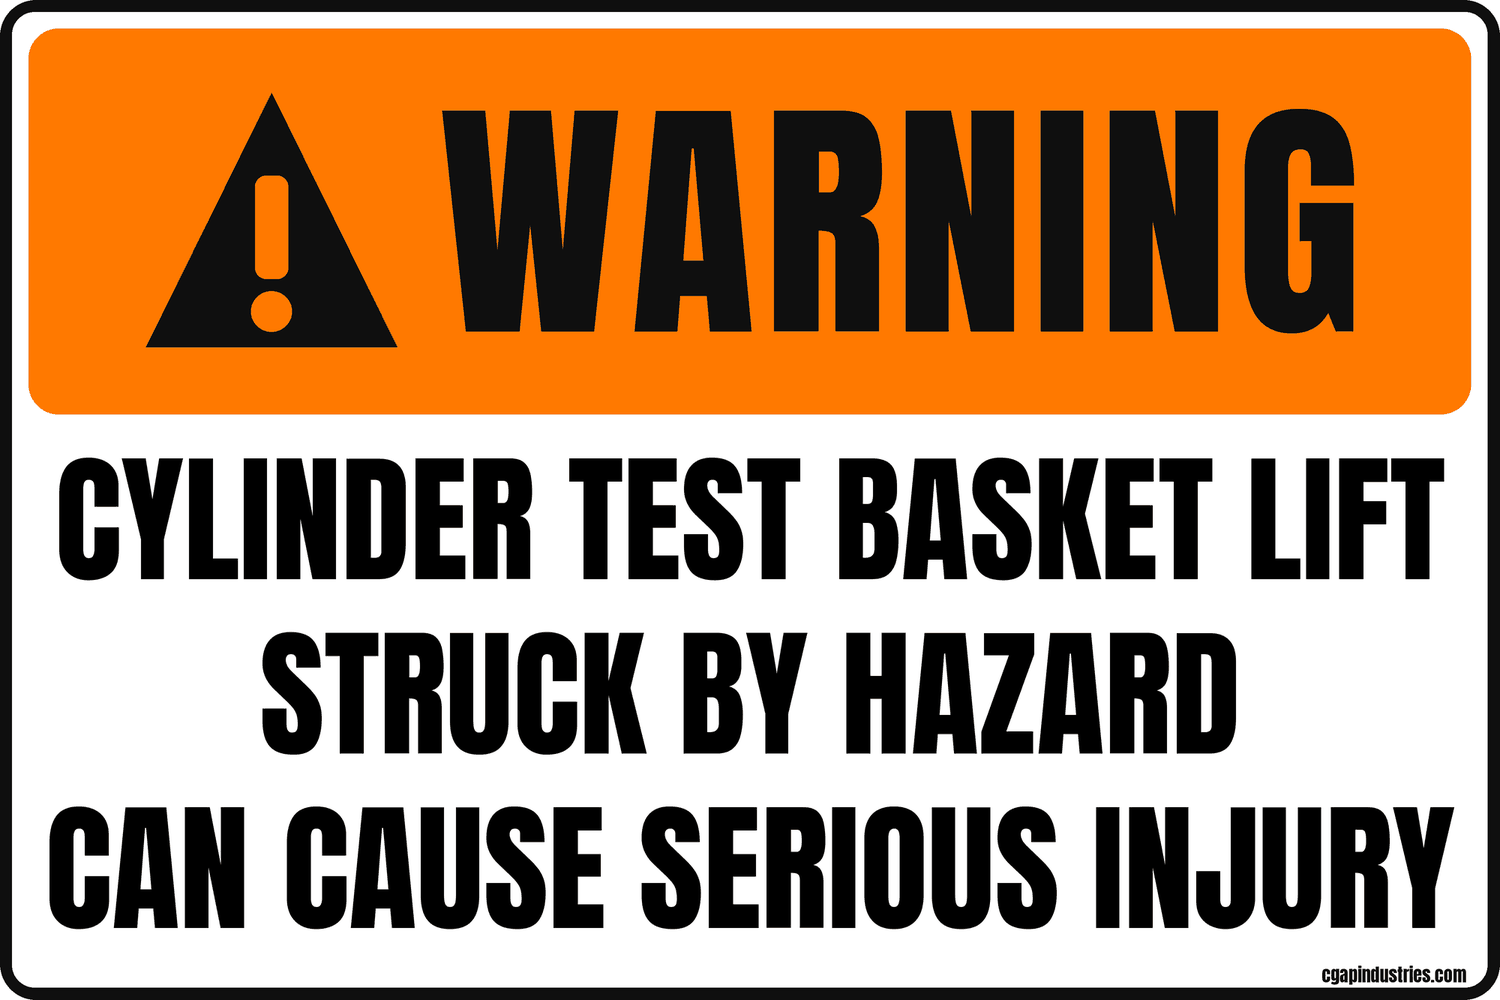 WARNING
CYLINDER TEST BASKET LIFT
STRUCK BY HAZARD
CAN CAUSE SERIOUS INJURY
cgapindustries.com